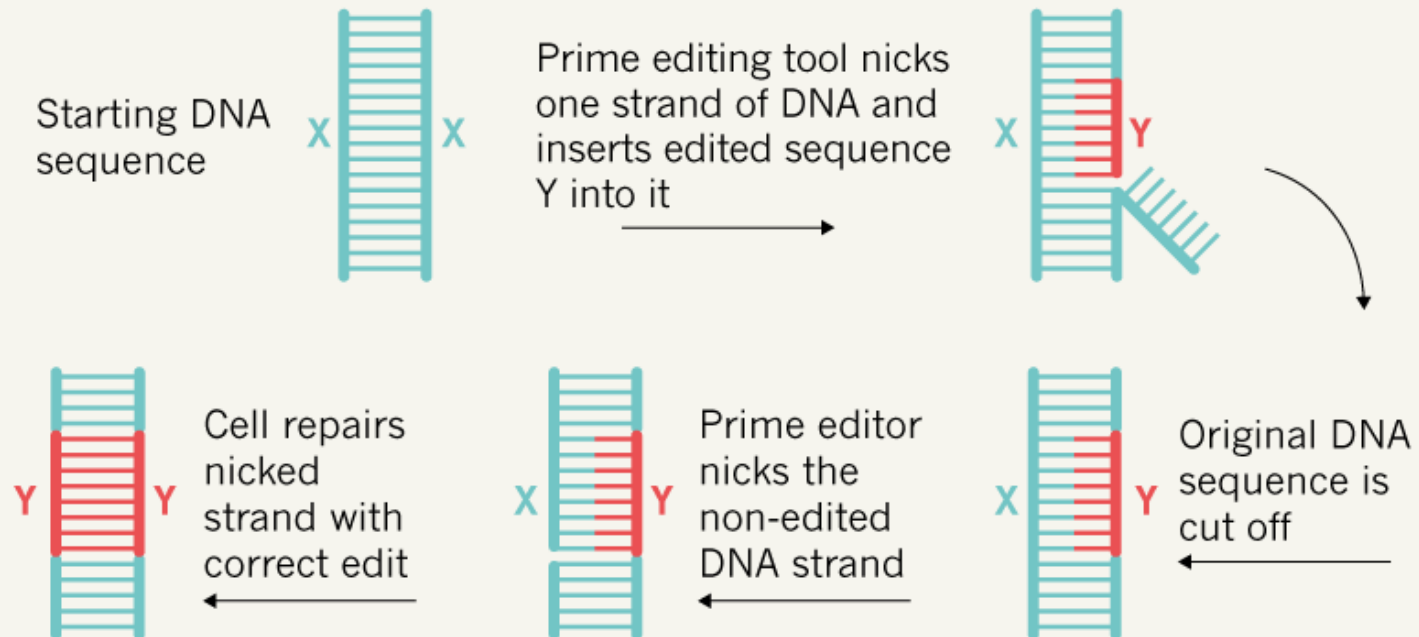 Starting DNA
sequence
X
X
Prime editing tool nicks
one strand of DNA and
inserts edited sequence
Y into it
X
Y
Original DNA
sequence is
cut off
X
Y
Prime editor
nicks the
non-edited
DNA strand
X
Y
Cell repairs
nicked
strand with
correct edit
Y
Y